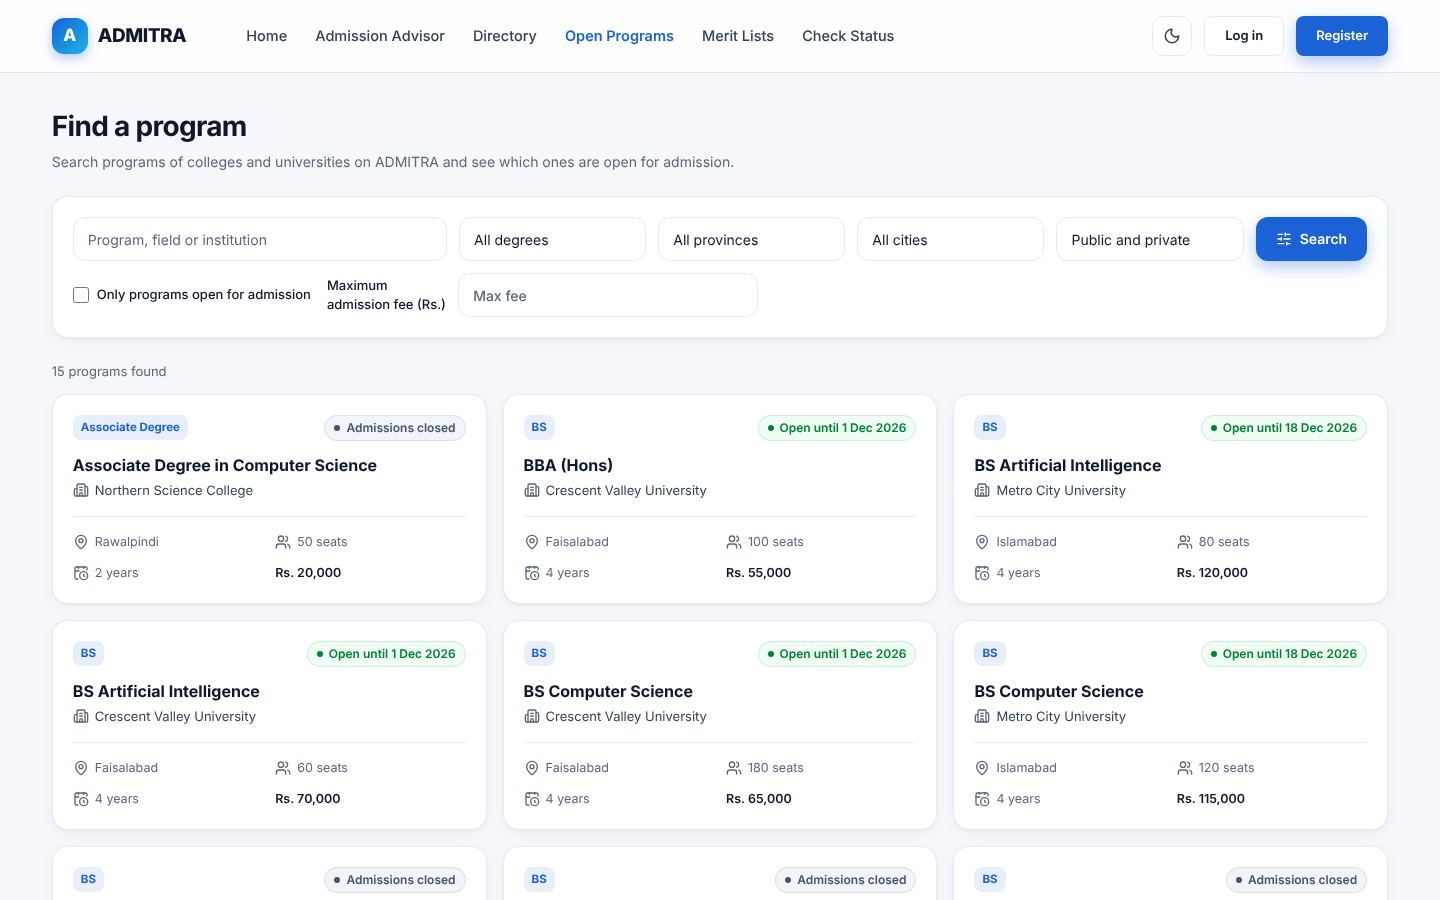 A ADMITRA Home Admission Advisor Directory Open Programs Merit Lists Check Status Log in Register
Find a program
Search programs of colleges and universities on ADMITRA and see which ones are open for admission.
Program, field or institution All degrees All provinces All cities Public and private Search
Only programs open for admission Maximum admission fee (Rs.) Max fee
15 programs found
Associate Degree Admissions closed
Associate Degree in Computer Science
Northern Science College
Rawalpindi 50 seats
2 years Rs. 20,000
BS Open until 1 Dec 2026
BBA (Hons)
Crescent Valley University
Faisalabad 100 seats
4 years Rs. 55,000
BS Open until 18 Dec 2026
BS Artificial Intelligence
Metro City University
Islamabad 80 seats
4 years Rs. 120,000
BS Open until 1 Dec 2026
BS Artificial Intelligence
Crescent Valley University
Faisalabad 60 seats
4 years Rs. 70,000
BS Open until 1 Dec 2026
BS Computer Science
Crescent Valley University
Faisalabad 180 seats
4 years Rs. 65,000
BS Open until 18 Dec 2026
BS Computer Science
Metro City University
Islamabad 120 seats
4 years Rs. 115,000
BS Admissions closed
BS Admissions closed
BS Admissions closed